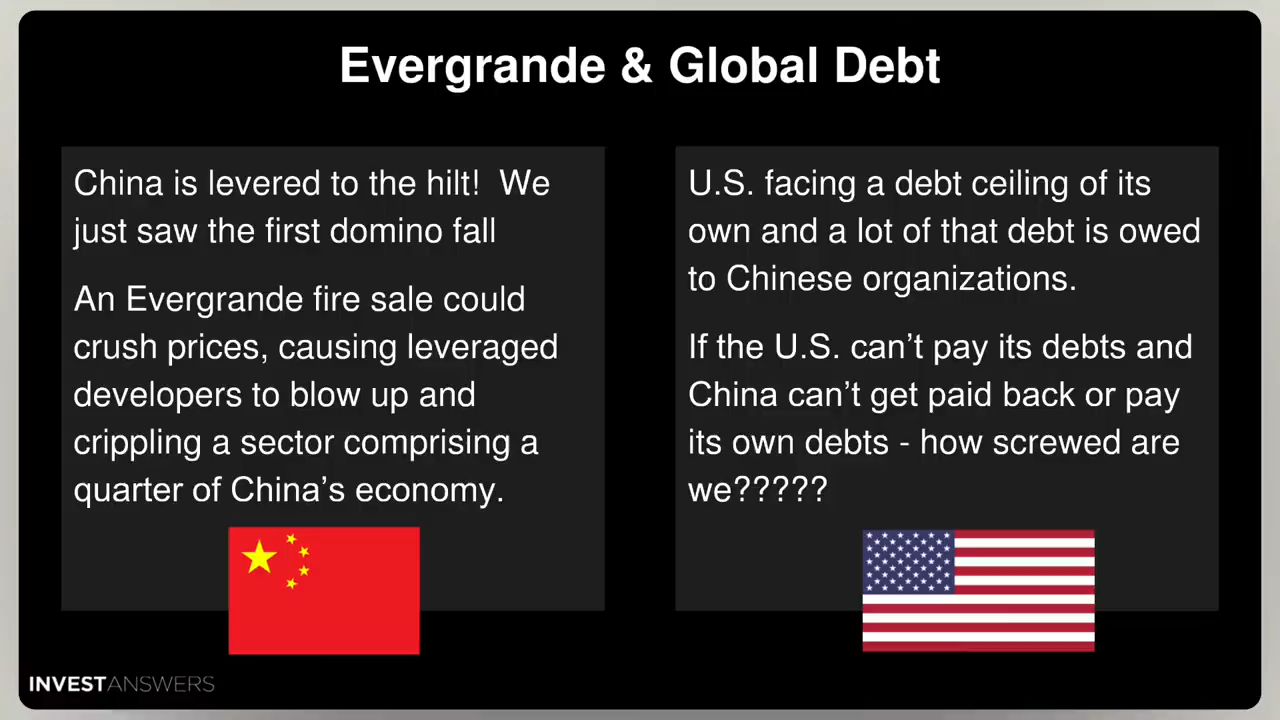 Evergrande & Global Debt
China is levered to the hilt!  We
just saw the first domino fall
An Evergrande fire sale could
crush prices, causing leveraged
developers to blow up and
crippling a sector comprising a
quarter of China’s economy.
U.S. facing a debt ceiling of its
own and a lot of that debt is owed
to Chinese organizations.
If the U.S. can’t pay its debts and
China can’t get paid back or pay
its own debts - how screwed are
we?????
INVESTANSWERS